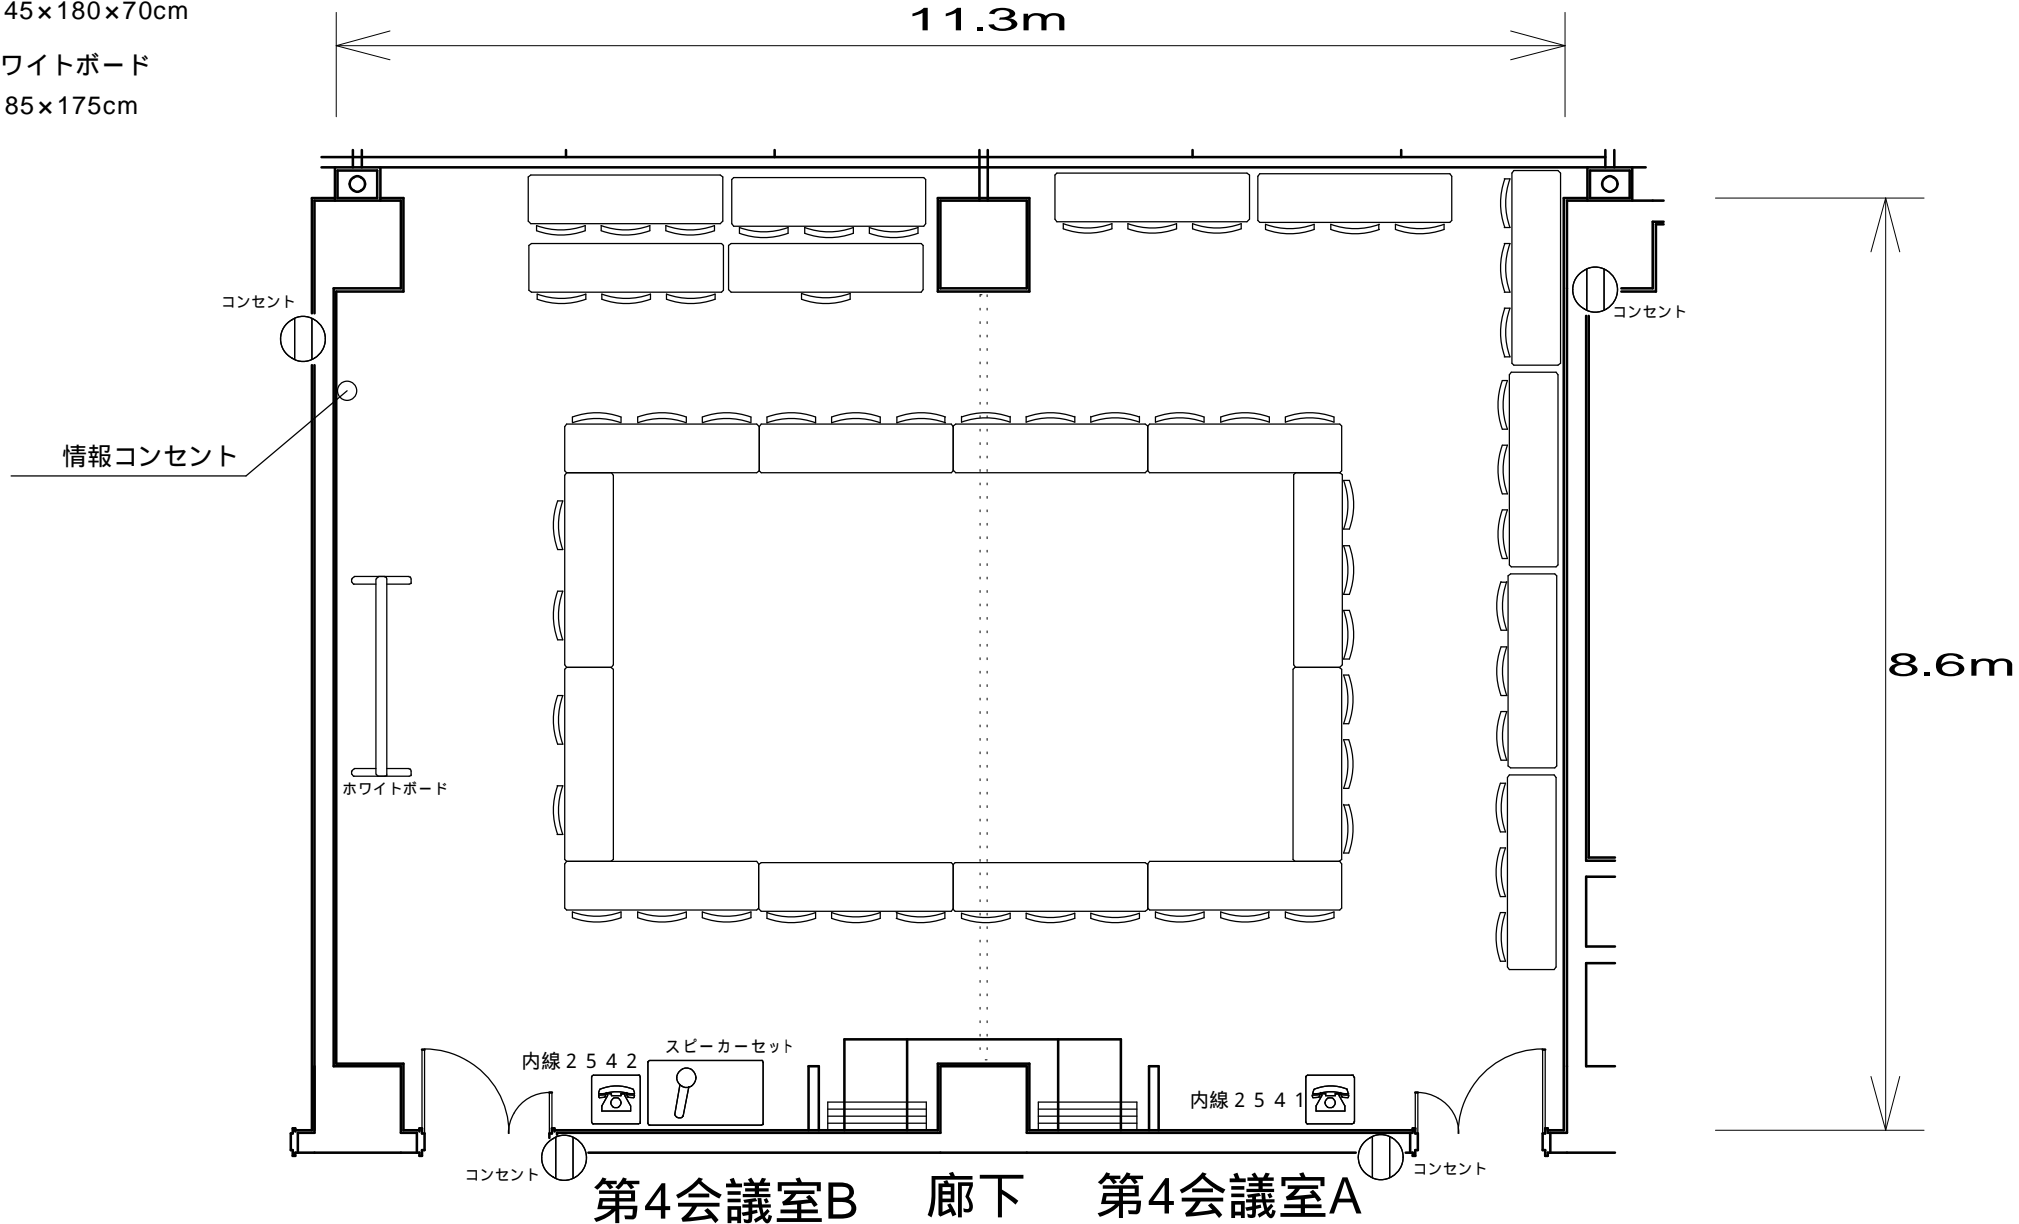 45×180×70cm
11.3m
ワイトボード
85×175cm
コンセント
コンセント
情報コンセント
8.6m
ホワイトボード
スピーカーセット
内線２５４２
内線２５４１
コンセント
コンセント
第4会議室B
廊下
第4会議室A